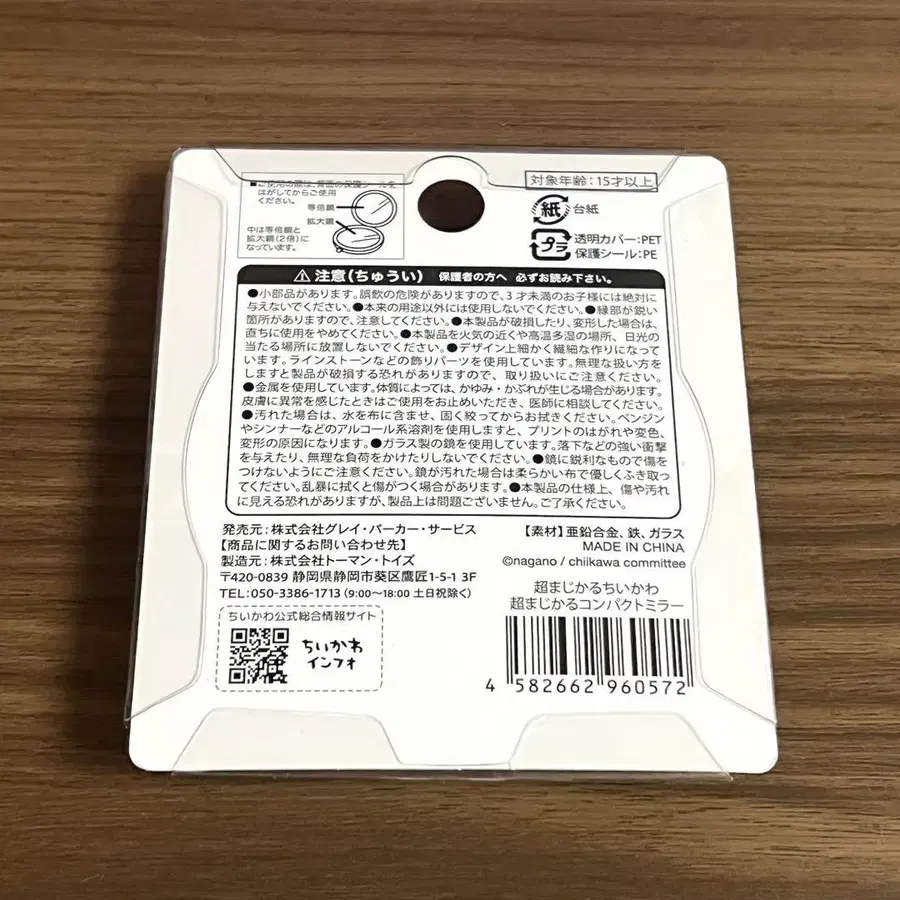 ●ご使用の際は、背面の保護シールを
はがしてからご使用
ください。
等倍鏡
拡大鏡
中は等倍鏡と
拡大鏡(2倍)に
なっています。
対象年齢:15才以上
紙 台紙
プラ 透明カバー:PET
保護シール:PE
⚠注意(ちゅうい) 保護者の方へ 必ずお読み下さい。
●小部品があります。誤飲の危険がありますので、3才未満のお子様には絶対に
与えないでください。●本来の用途以外には使用しないでください。●縁部が鋭い
箇所がありますので、注意してください。●本製品が破損したり、変形した場合は、
直ちに使用をやめてください。●本製品を火気の近くや高温多湿の場所、日光の
当たる場所に放置しないでください。●デザイン上細かく繊細な作りになって
います。ラインストーンなどの飾りパーツを使用しています。無理な扱い方を
しますと製品が破損する恐れがありますので、取り扱いにご注意ください。
●金属を使用しています。体質によっては、かゆみ・かぶれが生じる場合があります。
皮膚に異常を感じたときはご使用をお止めいただき、医師に相談してください。
●汚れた場合は、水を布に含ませ、固く絞ってからお拭きください。ベンジン
やシンナーなどのアルコール系溶剤を使用しますと、プリントのはがれや変色、
変形の原因になります。●ガラス製の鏡を使用しています。落下などの強い衝撃
を与えたり、無理な負荷をかけたりしないでください。●鏡に鋭利なもので傷を
つけないようにご注意ください。鏡が汚れた場合は柔らかい布で優しくふき取っ
てください。乱暴に拭くと傷がつく場合があります。●本製品の仕様上、傷や汚れ
に見える恐れがありますが、製品上は問題ございません。ご了承ください。
発売元:株式会社グレイ・パーカー・サービス
【商品に関するお問い合わせ先】
製造元:株式会社トーマン・トイズ
〒420-0839 静岡県静岡市葵区鷹匠1-5-1 3F
TEL:050-3386-1713(9:00〜18:00 土日祝除く)
【素材】亜鉛合金、鉄、ガラス
MADE IN CHINA
©nagano / chiikawa committee
ちいかわ公式総合情報サイト
ちいかわ
インフォ
超まじかるちいかわ
超まじかるコンパクトミラー
4 582662 960572